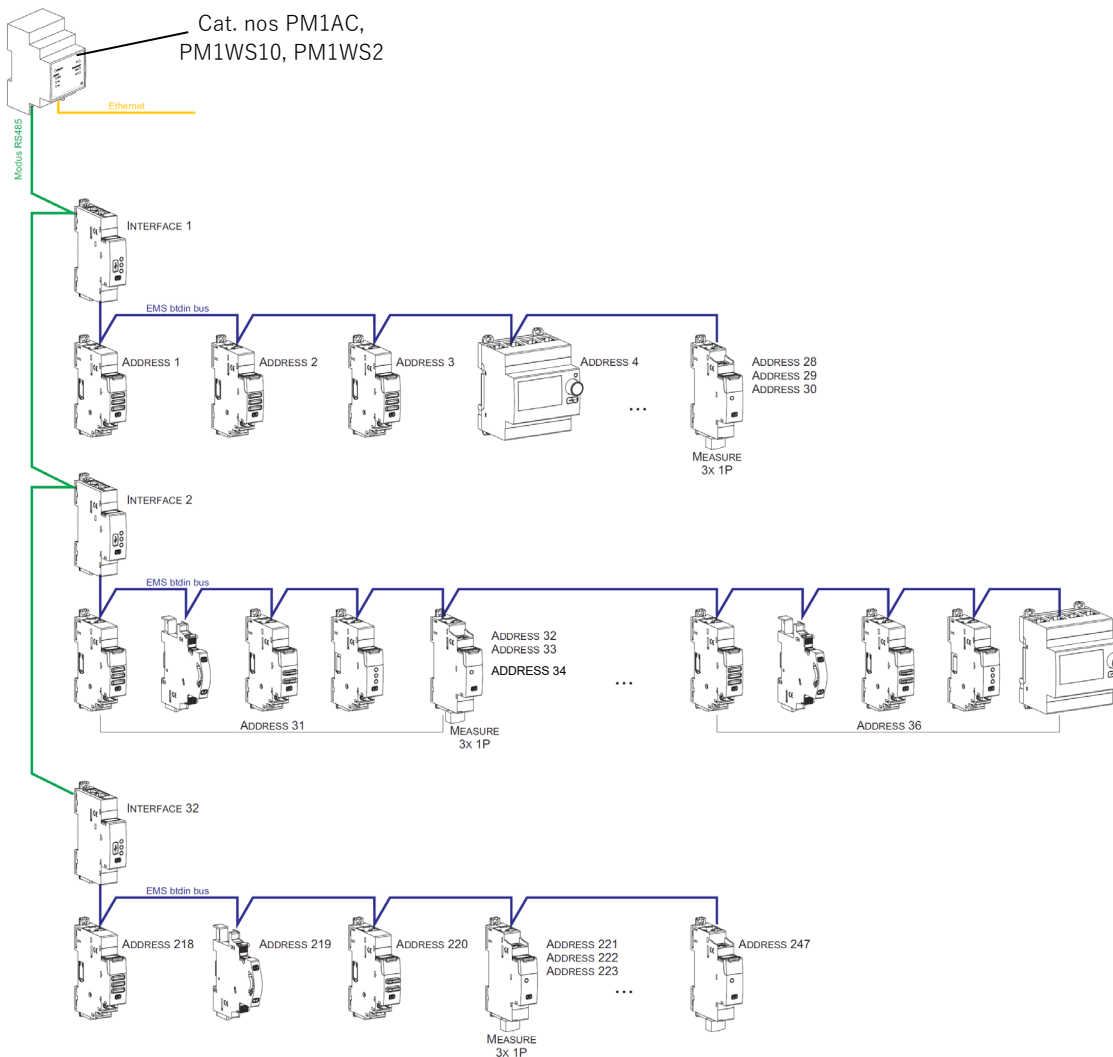 Cat. nos PM1AC,
PM1WS10, PM1WS2
Ethernet
Modus RS485
INTERFACE 1
EMS btdin bus
ADDRESS 1
ADDRESS 2
ADDRESS 3
ADDRESS 4
...
ADDRESS 28
ADDRESS 29
ADDRESS 30
MEASURE
3X 1P
INTERFACE 2
EMS btdin bus
ADDRESS 32
ADDRESS 33
ADDRESS 34
...
ADDRESS 31
MEASURE
3X 1P
ADDRESS 36
INTERFACE 32
EMS btdin bus
ADDRESS 218
ADDRESS 219
ADDRESS 220
ADDRESS 221
ADDRESS 222
ADDRESS 223
...
ADDRESS 247
MEASURE
3X 1P